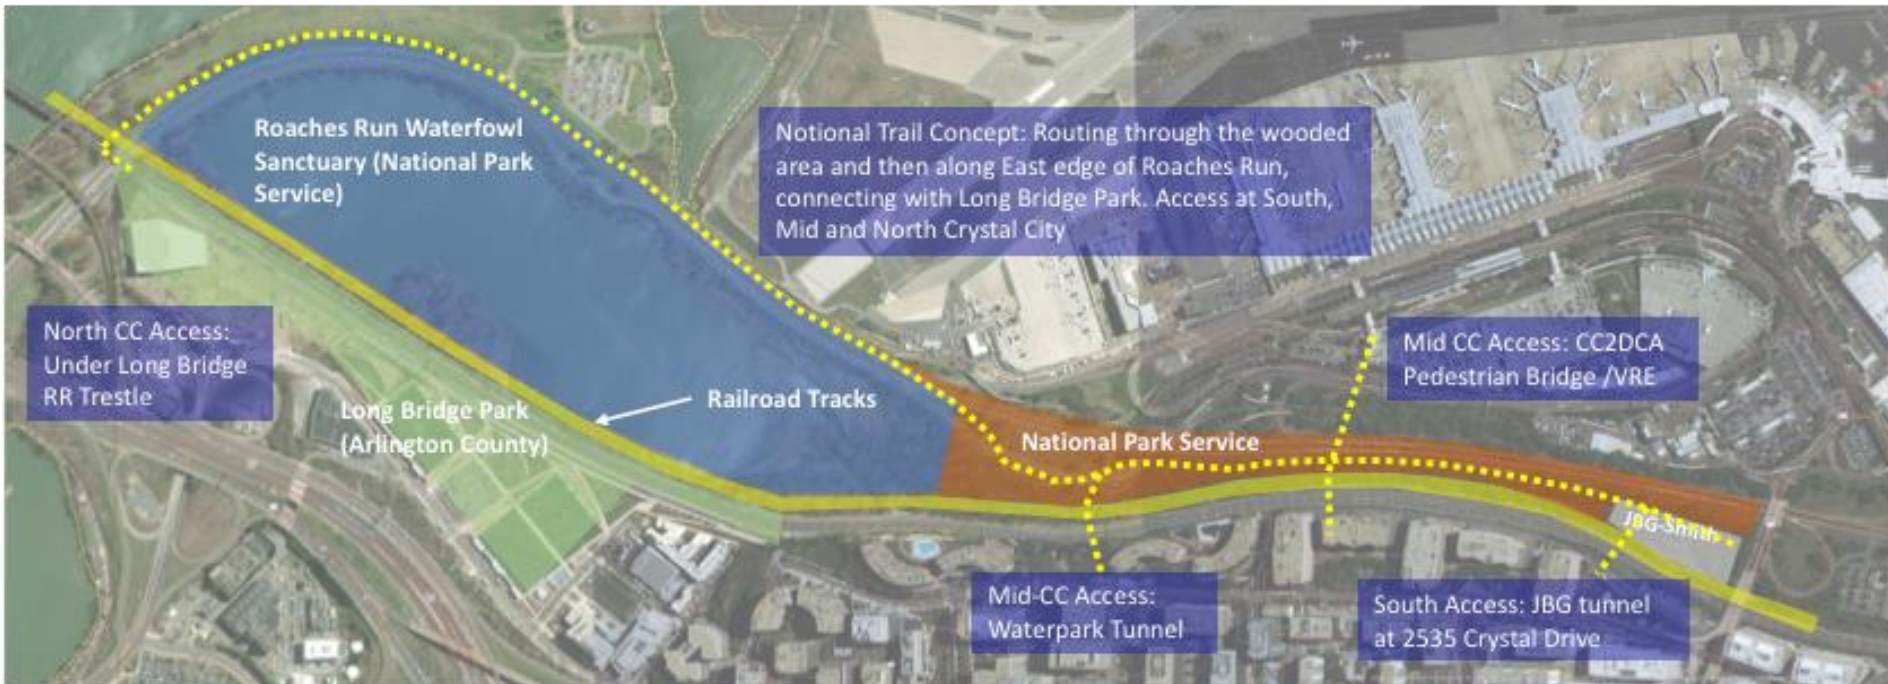 Roaches Run Waterfowl
Sanctuary (National Park
Service)
Notional Trail Concept: Routing through the wooded
area and then along East edge of Roaches Run,
connecting with Long Bridge Park. Access at South,
Mid and North Crystal City
North CC Access:
Under Long Bridge
RR Trestle
Mid CC Access: CC2DCA
Pedestrian Bridge /VRE
Railroad Tracks
Long Bridge Park
(Arlington County)
National Park Service
JBG-Smith
Mid-CC Access:
Waterpark Tunnel
South Access: JBG tunnel
at 2535 Crystal Drive